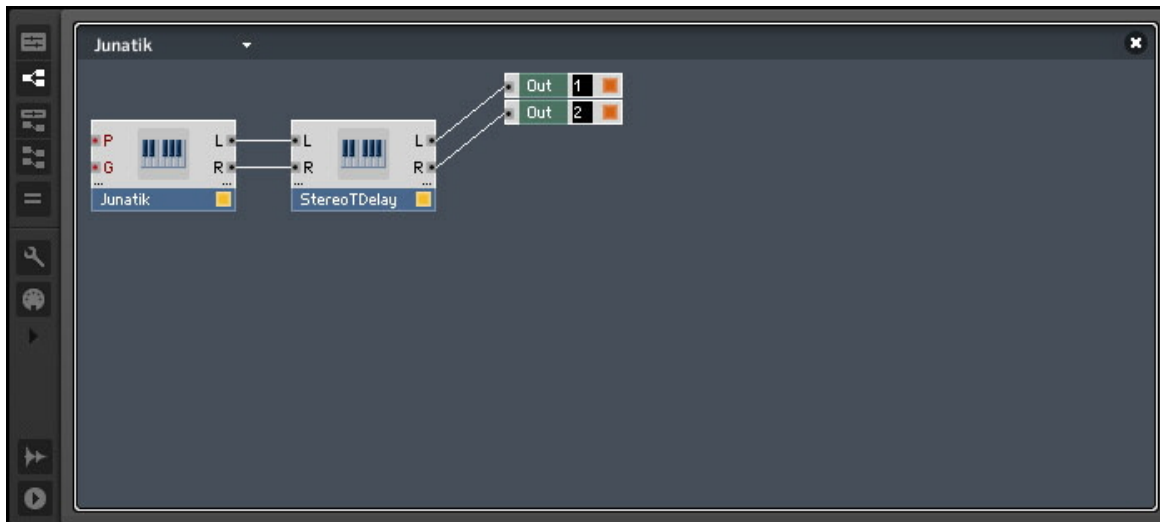 Junatik
Out 1
Out 2
P L L L
G R R R
... ... ... ...
Junatik StereoTDelay